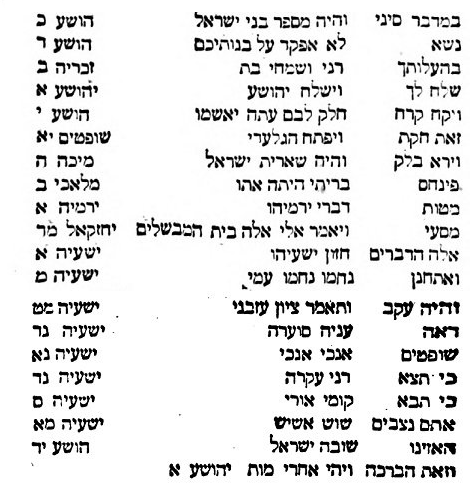 במדבר סיני והיה מספר בני ישראל הושע ב
נשא לא אפקד על בנותיכם הושע ד
בהעלותך רני ושמחי בת זכריה ב
שלח לך וישלח יהושע יהושע א
ויקח קרח חלק לבם עתה יאשמו הושע י
זאת חקת ויפתח הגלערי שופטים יא
וירא בלק והיה שארית ישראל מיכה ה
פינחס בריתי היתה אתו מלאכי ב
מטות דברי ירמיהו ירמיה א
מסעי ויאמר אלי אלה בית המבשלים יחזקאל מו
אלה הדברים חזון ישעיהו ישעיה א
ואתחנן נחמו נחמו עמי ישעיה מ
והיה עקב ותאמר ציון עזבני ישעיה מט
ראה עניה סוערה ישעיה נד
שופטים אנכי אנכי ישעיה נא
כי תצא רני עקרה ישעיה נד
כי תבא קומי אורי ישעיה ס
אתם נצבים שוש אשיש ישעיה מא
האזינו שובה ישראל הושע יד
וזאת הברכה ויהי אחרי מות יהושע א